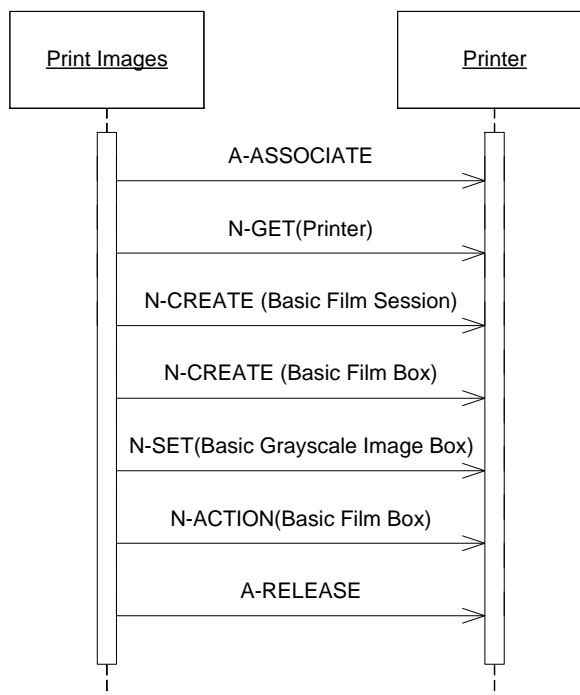 Print Images
Printer
A-ASSOCIATE
N-GET(Printer)
N-CREATE (Basic Film Session)
N-CREATE (Basic Film Box)
N-SET(Basic Grayscale Image Box)
N-ACTION(Basic Film Box)
A-RELEASE